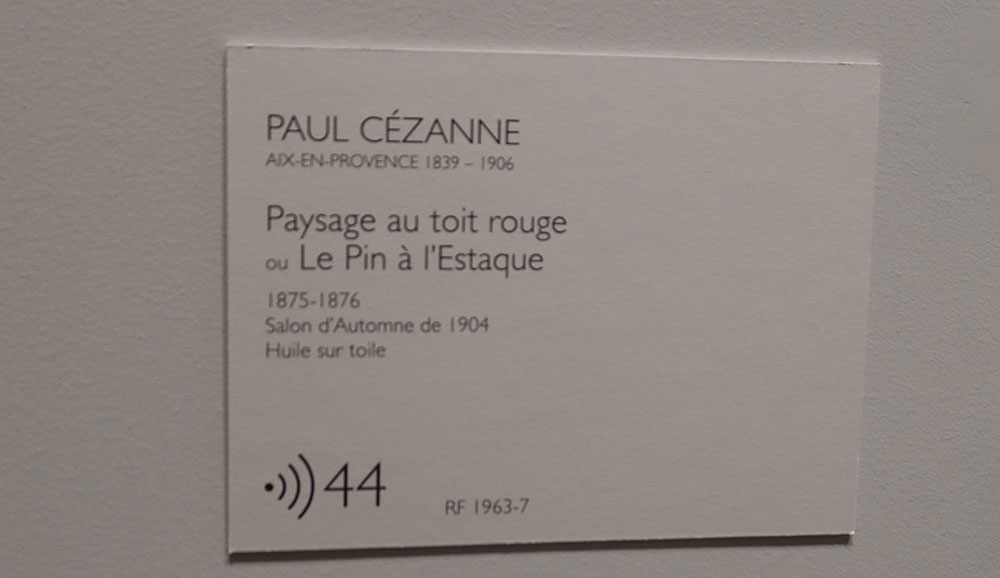 PAUL CÉZANNE
AIX-EN-PROVENCE 1839 – 1906
Paysage au toit rouge
ou Le Pin à l'Estaque
1875-1876
Salon d'Automne de 1904
Huile sur toile
44
RF 1963-7